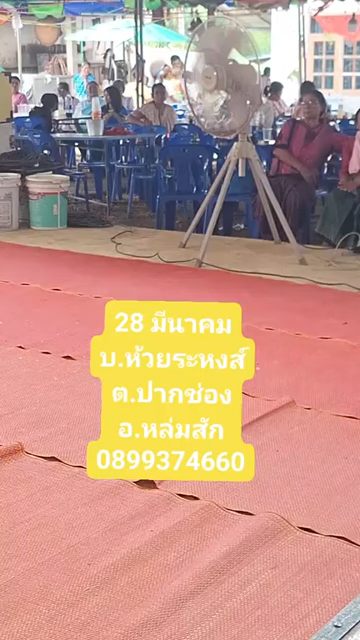 28 มีนาคม
บ.ห้วยระหงส์
ต.ปากช่อง
อ.หล่มสัก
0899374660